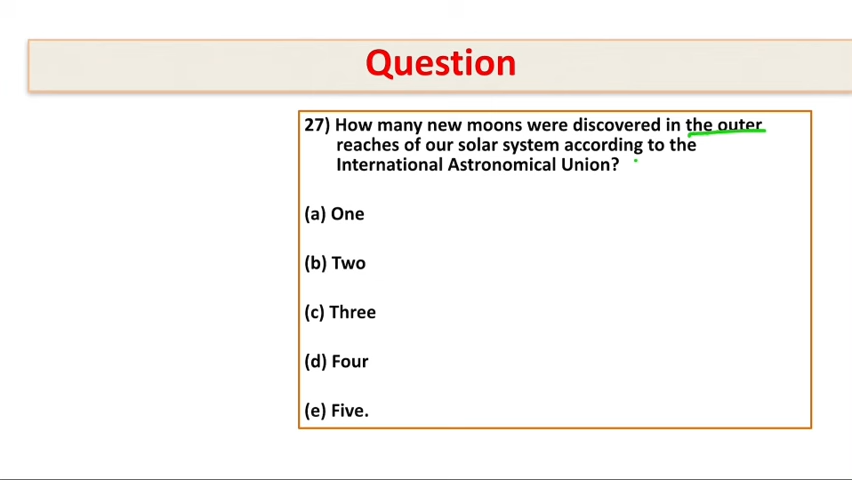 Question
27) How many new moons were discovered in the outer
reaches of our solar system according to the
International Astronomical Union?
(a) One
(b) Two
(c) Three
(d) Four
(e) Five.